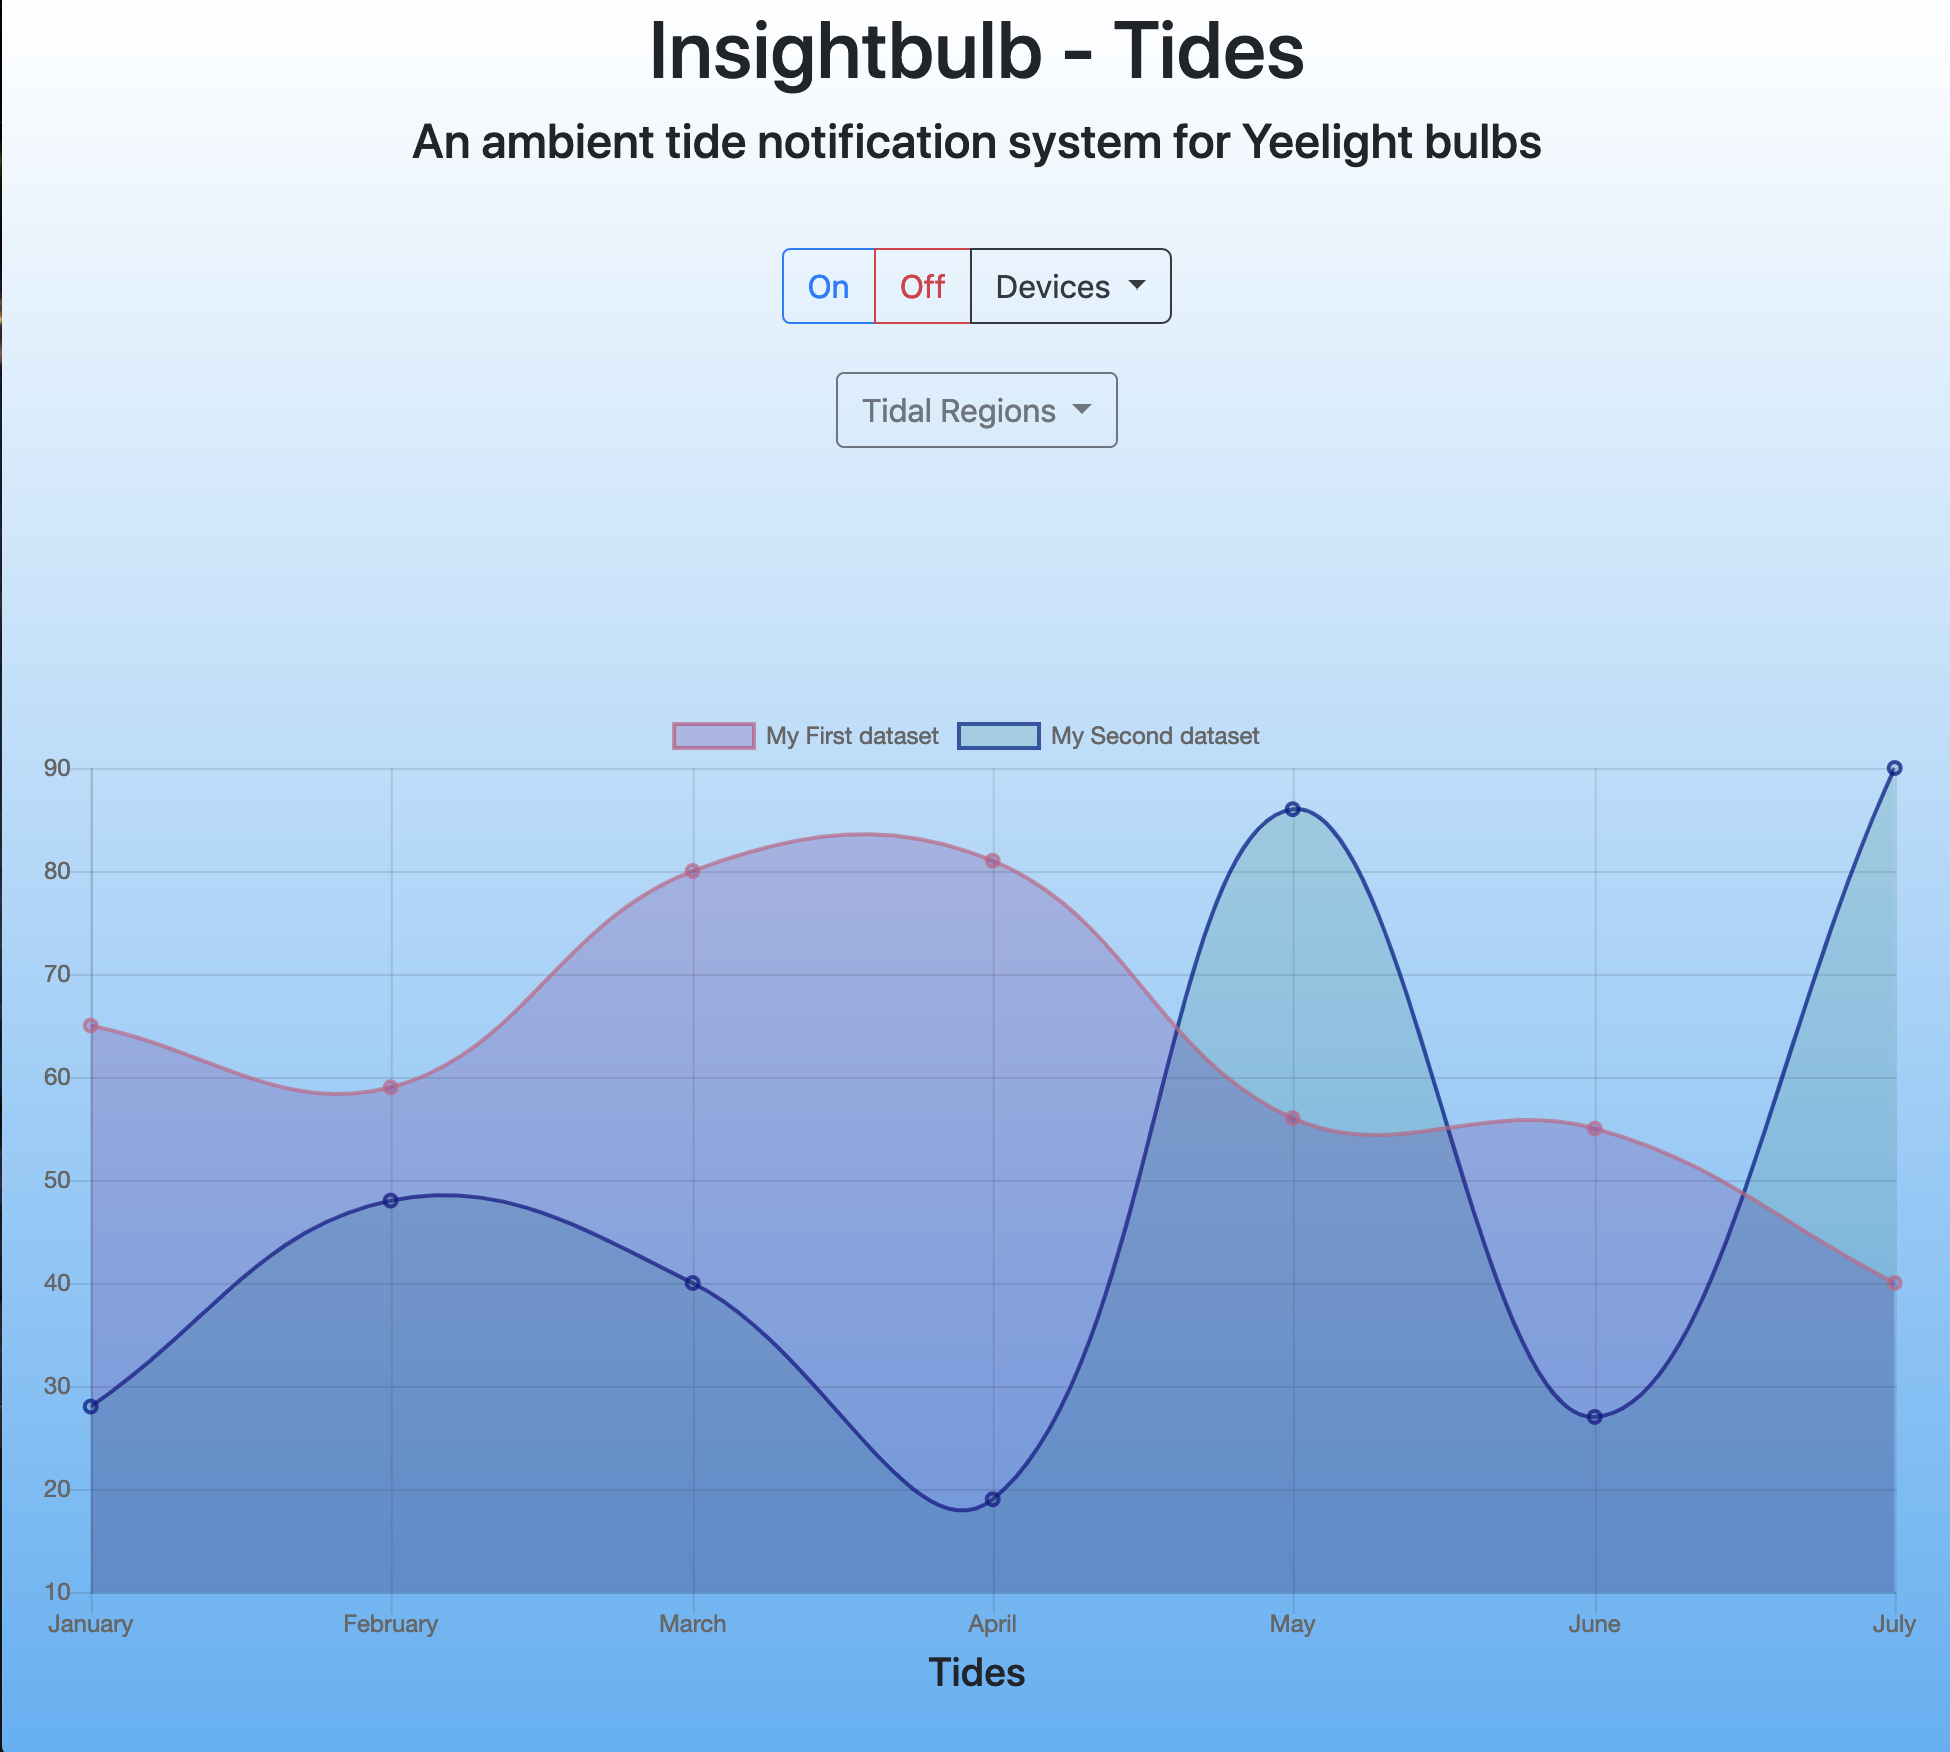 Insightbulb - Tides
An ambient tide notification system for Yeelight bulbs
On Off Devices
Tidal Regions
My First dataset My Second dataset
90
80
70
60
50
40
30
20
10
January February March April May June July
Tides